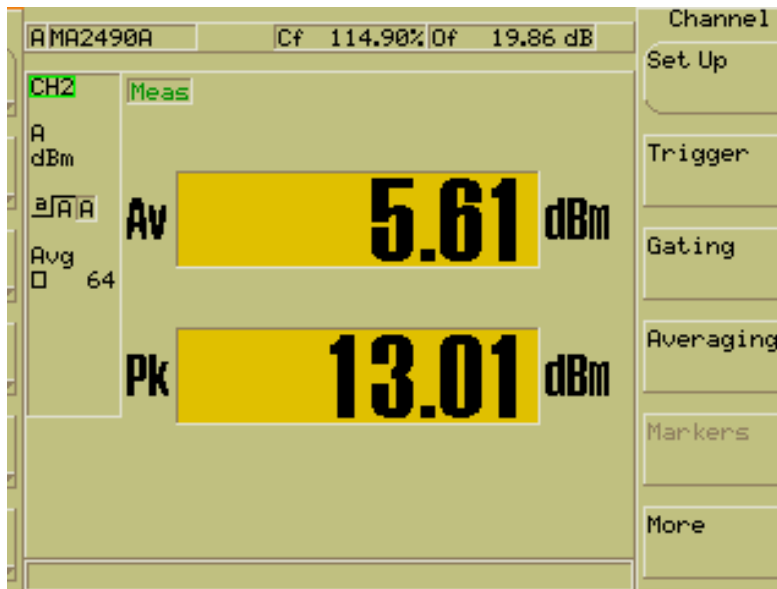 A MA2490A Cf 114.90% Of 19.86 dB
Channel
Set Up
CH2
Meas
A
dBm
Trigger
a A A
Av 5.61 dBm
Avg
64
Gating
Averaging
Pk 13.01 dBm
Markers
More